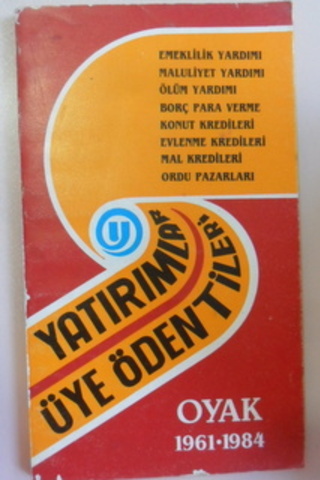 EMEKLİLİK YARDIMI
MALULİYET YARDIMI
ÖLÜM YARDIMI
BORÇ PARA VERME
KONUT KREDİLERİ
EVLENME KREDİLERİ
MAL KREDİLERİ
ORDU PAZARLARI
YATIRIMLAR
ÜYE ÖDENTİLERİ
OYAK
1961•1984